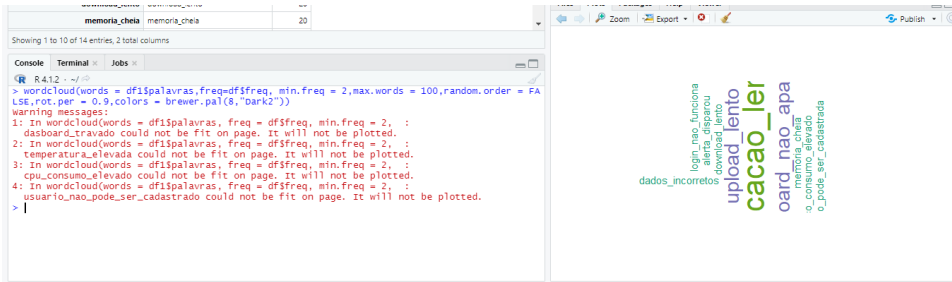 memoria_cheia memoria_cheia 20
Showing 1 to 10 of 14 entries, 2 total columns
Console Terminal × Jobs ×
R 4.1.2 · ~/
> wordcloud(words = df1$palavras,freq=df$freq, min.freq = 2,max.words = 100,random.order = FA
LSE,rot.per = 0.9,colors = brewer.pal(8,"Dark2"))
Warning messages:
1: In wordcloud(words = df1$palavras, freq = df$freq, min.freq = 2, :
dasboard_travado could not be fit on page. It will not be plotted.
2: In wordcloud(words = df1$palavras, freq = df$freq, min.freq = 2, :
temperatura_elevada could not be fit on page. It will not be plotted.
3: In wordcloud(words = df1$palavras, freq = df$freq, min.freq = 2, :
cpu_consumo_elevado could not be fit on page. It will not be plotted.
4: In wordcloud(words = df1$palavras, freq = df$freq, min.freq = 2, :
usuario_nao_pode_ser_cadastrado could not be fit on page. It will not be plotted.
>
Zoom Export Publish
dados_incorretos
login_nao_funciona
alerta_disparou
download_lento
upload_lento
cacao_ler
oard_nao_apa
memoria_cheia
o_consumo_elevado
o_pode_ser_cadastrada